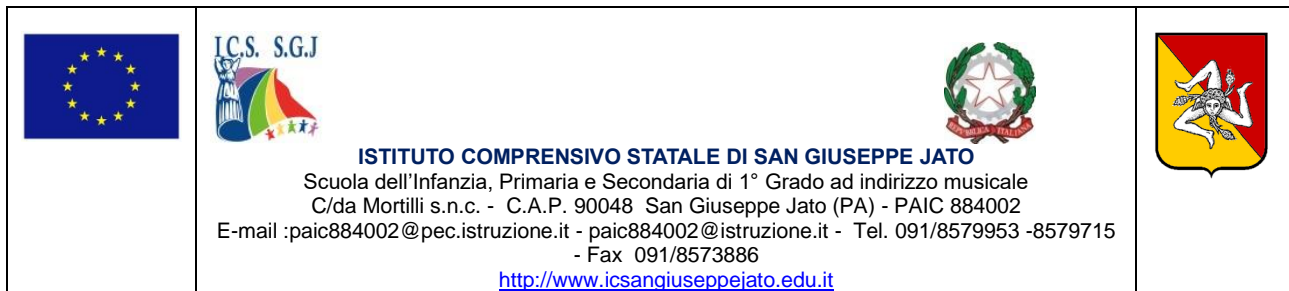 I.C.S. S.G.J
REPVBBLICA ITALIANA
ISTITUTO COMPRENSIVO STATALE DI SAN GIUSEPPE JATO
Scuola dell'Infanzia, Primaria e Secondaria di 1° Grado ad indirizzo musicale
C/da Mortilli s.n.c. - C.A.P. 90048 San Giuseppe Jato (PA) - PAIC 884002
E-mail :paic884002@pec.istruzione.it - paic884002@istruzione.it - Tel. 091/8579953 -8579715
- Fax 091/8573886
http://www.icsangiuseppejato.edu.it